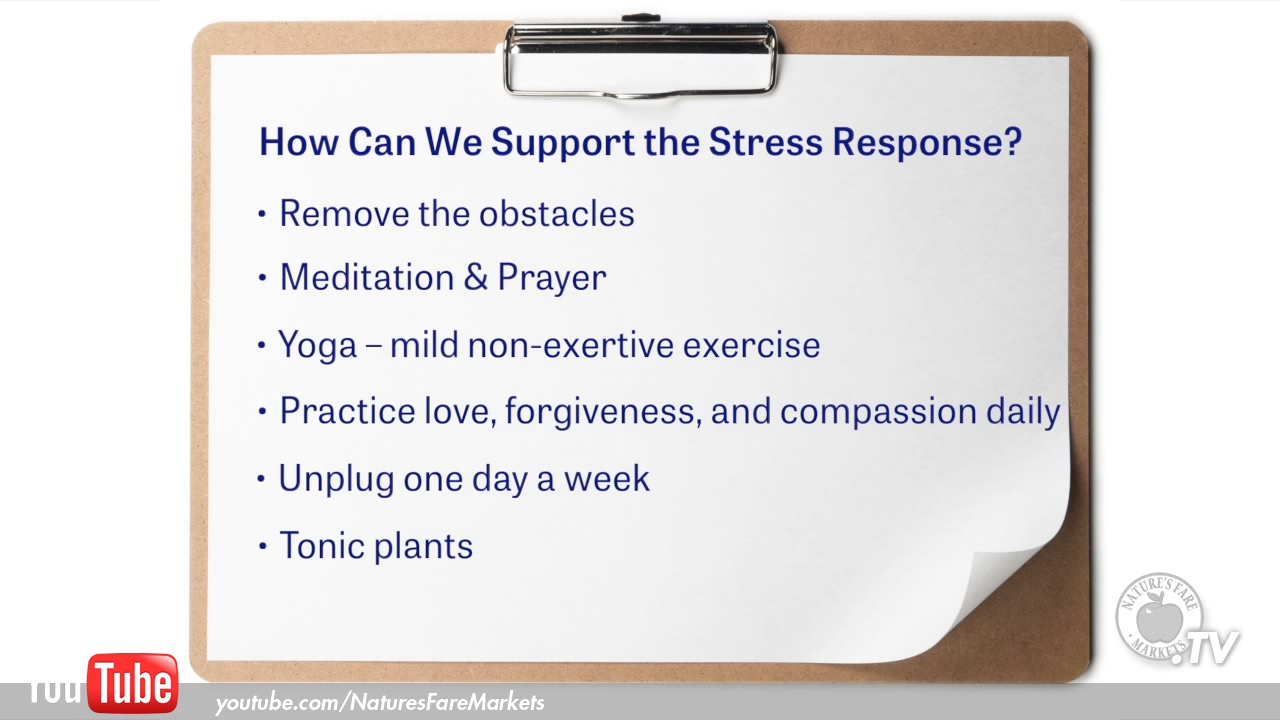 How Can We Support the Stress Response?
• Remove the obstacles
• Meditation & Prayer
• Yoga – mild non-exertive exercise
• Practice love, forgiveness, and compassion daily
• Unplug one day a week
• Tonic plants
NATURE'S FARE
• MARKETS •
.TV
YouTube
youtube.com/NaturesFareMarkets